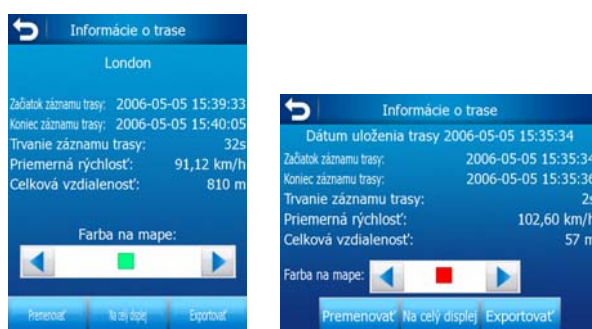 Informácie o trase
London
Začiatok záznamu trasy: 2006-05-05 15:39:33
Koniec záznamu trasy: 2006-05-05 15:40:05
Trvanie záznamu trasy: 32s
Priemerná rýchlosť: 91,12 km/h
Celková vzdialenosť: 810 m
Farba na mape:
Premenovať Na celý displej Exportovať
Informácie o trase
Dátum uloženia trasy 2006-05-05 15:35:34
Začiatok záznamu trasy: 2006-05-05 15:35:34
Koniec záznamu trasy: 2006-05-05 15:35:36
Trvanie záznamu trasy: 2s
Priemerná rýchlosť: 102,60 km/h
Celková vzdialenosť: 57 m
Farba na mape:
Premenovať Na celý displej Exportovať